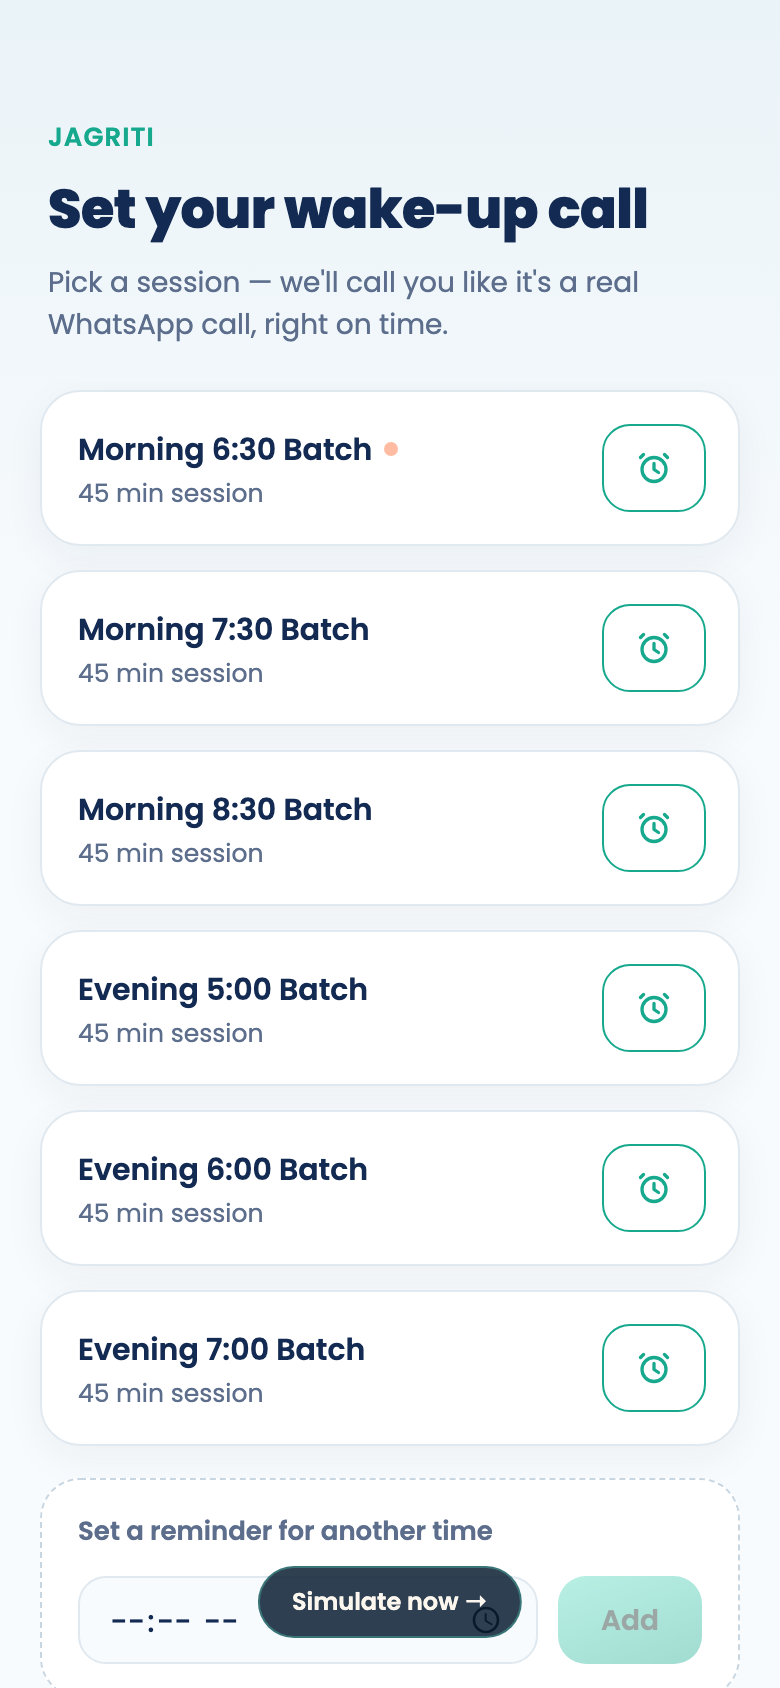 JAGRITI
Set your wake-up call
Pick a session — we'll call you like it's a real
WhatsApp call, right on time.
Morning 6:30 Batch
45 min session
Morning 7:30 Batch
45 min session
Morning 8:30 Batch
45 min session
Evening 5:00 Batch
45 min session
Evening 6:00 Batch
45 min session
Evening 7:00 Batch
45 min session
Set a reminder for another time
Simulate now →
--:-- --
Add